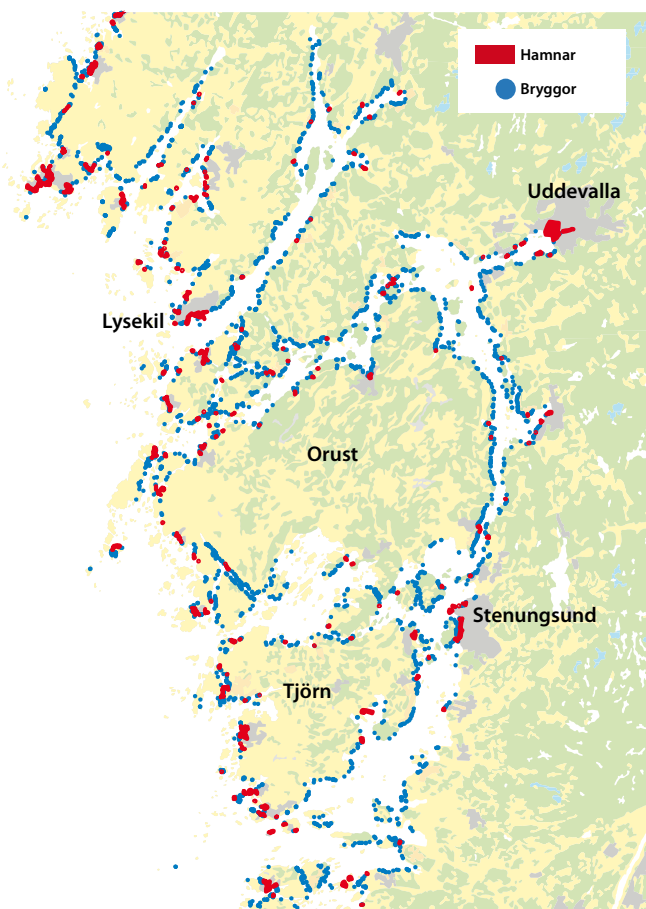 Hamnar
Bryggor
Uddevalla
Lysekil
Orust
Stenungsund
Tjörn